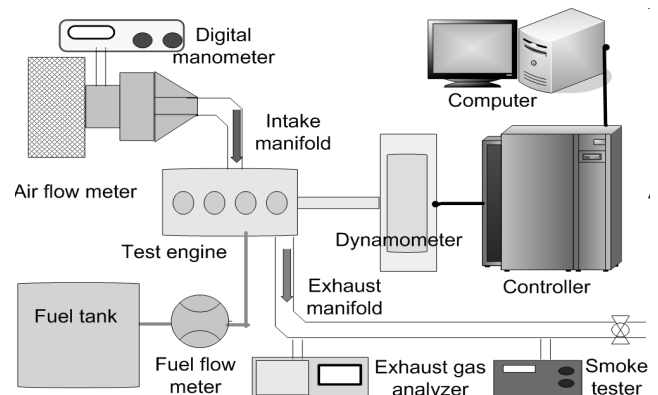 Digital
manometer
Computer
Intake
manifold
Air flow meter
Test engine
Dynamometer
Controller
Exhaust
manifold
Fuel tank
Fuel flow
meter
Exhaust gas
analyzer
Smoke
tester